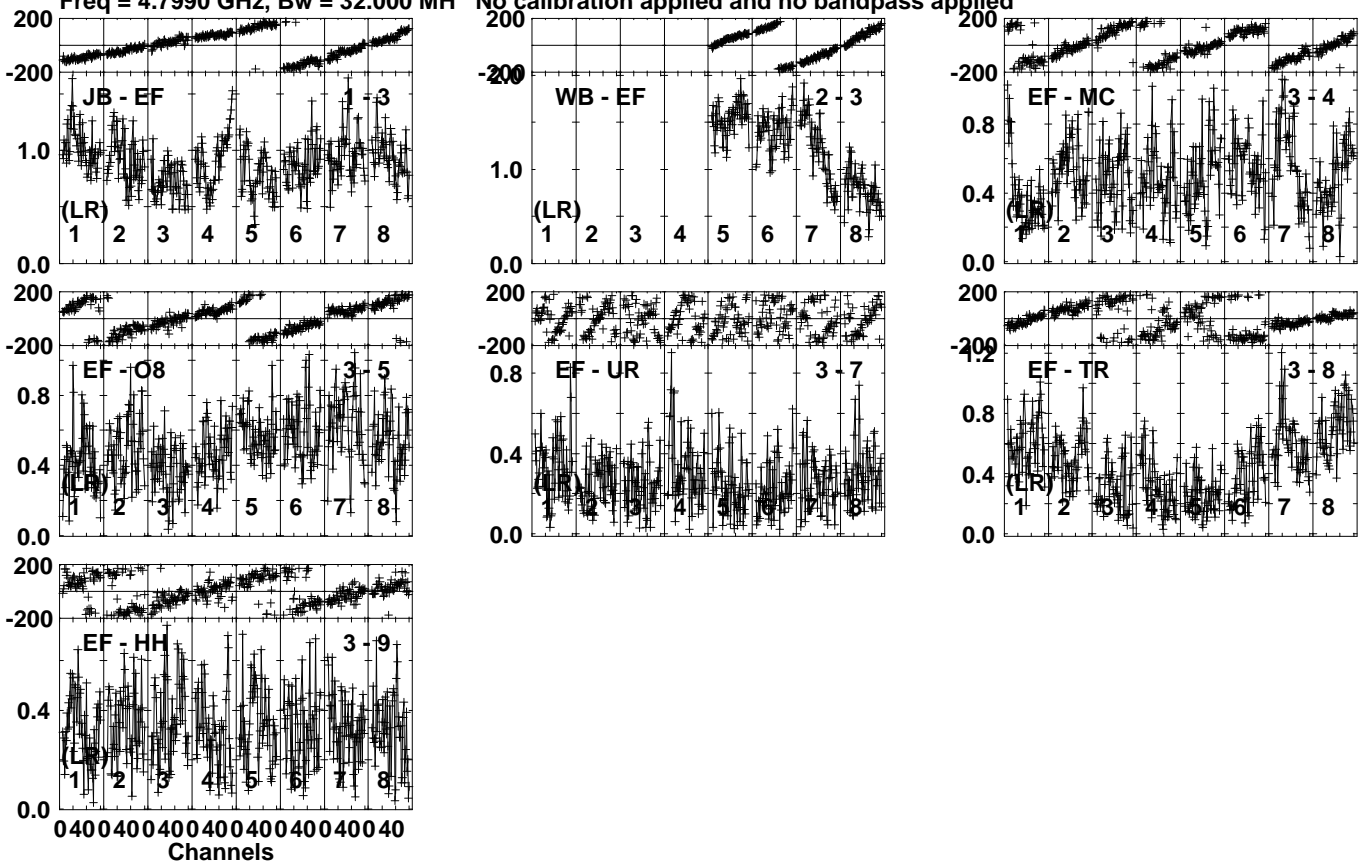 Freq = 4.7990 GHz, Bw = 32.000 MH No calibration applied and no bandpass applied
200
-200
JB - EF 1 - 3
1.0
(LR)
1 2 3 4 5 6 7 8
0.0
200
-200
2.0
WB - EF 2 - 3
1.0
(LR)
1 2 3 4 5 6 7 8
0.0
200
-200
EF - MC 3 - 4
0.8
0.4
(LR)
1 2 3 4 5 6 7 8
0.0
200
-200
EF - O8 3 - 5
0.8
0.4
(LR)
1 2 3 4 5 6 7 8
0.0
200
-200
EF - UR 3 - 7
0.8
0.4
(LR)
1 2 3 4 5 6 7 8
0.0
200
-200
1.2
EF - TR 3 - 8
0.8
0.4
(LR)
1 2 3 4 5 6 7 8
0.0
200
-200
EF - HH 3 - 9
0.4
(LR)
1 2 3 4 5 6 7 8
0.0
0 40 0 40 0 40 0 40 0 40 0 40 0 40 0 40
Channels